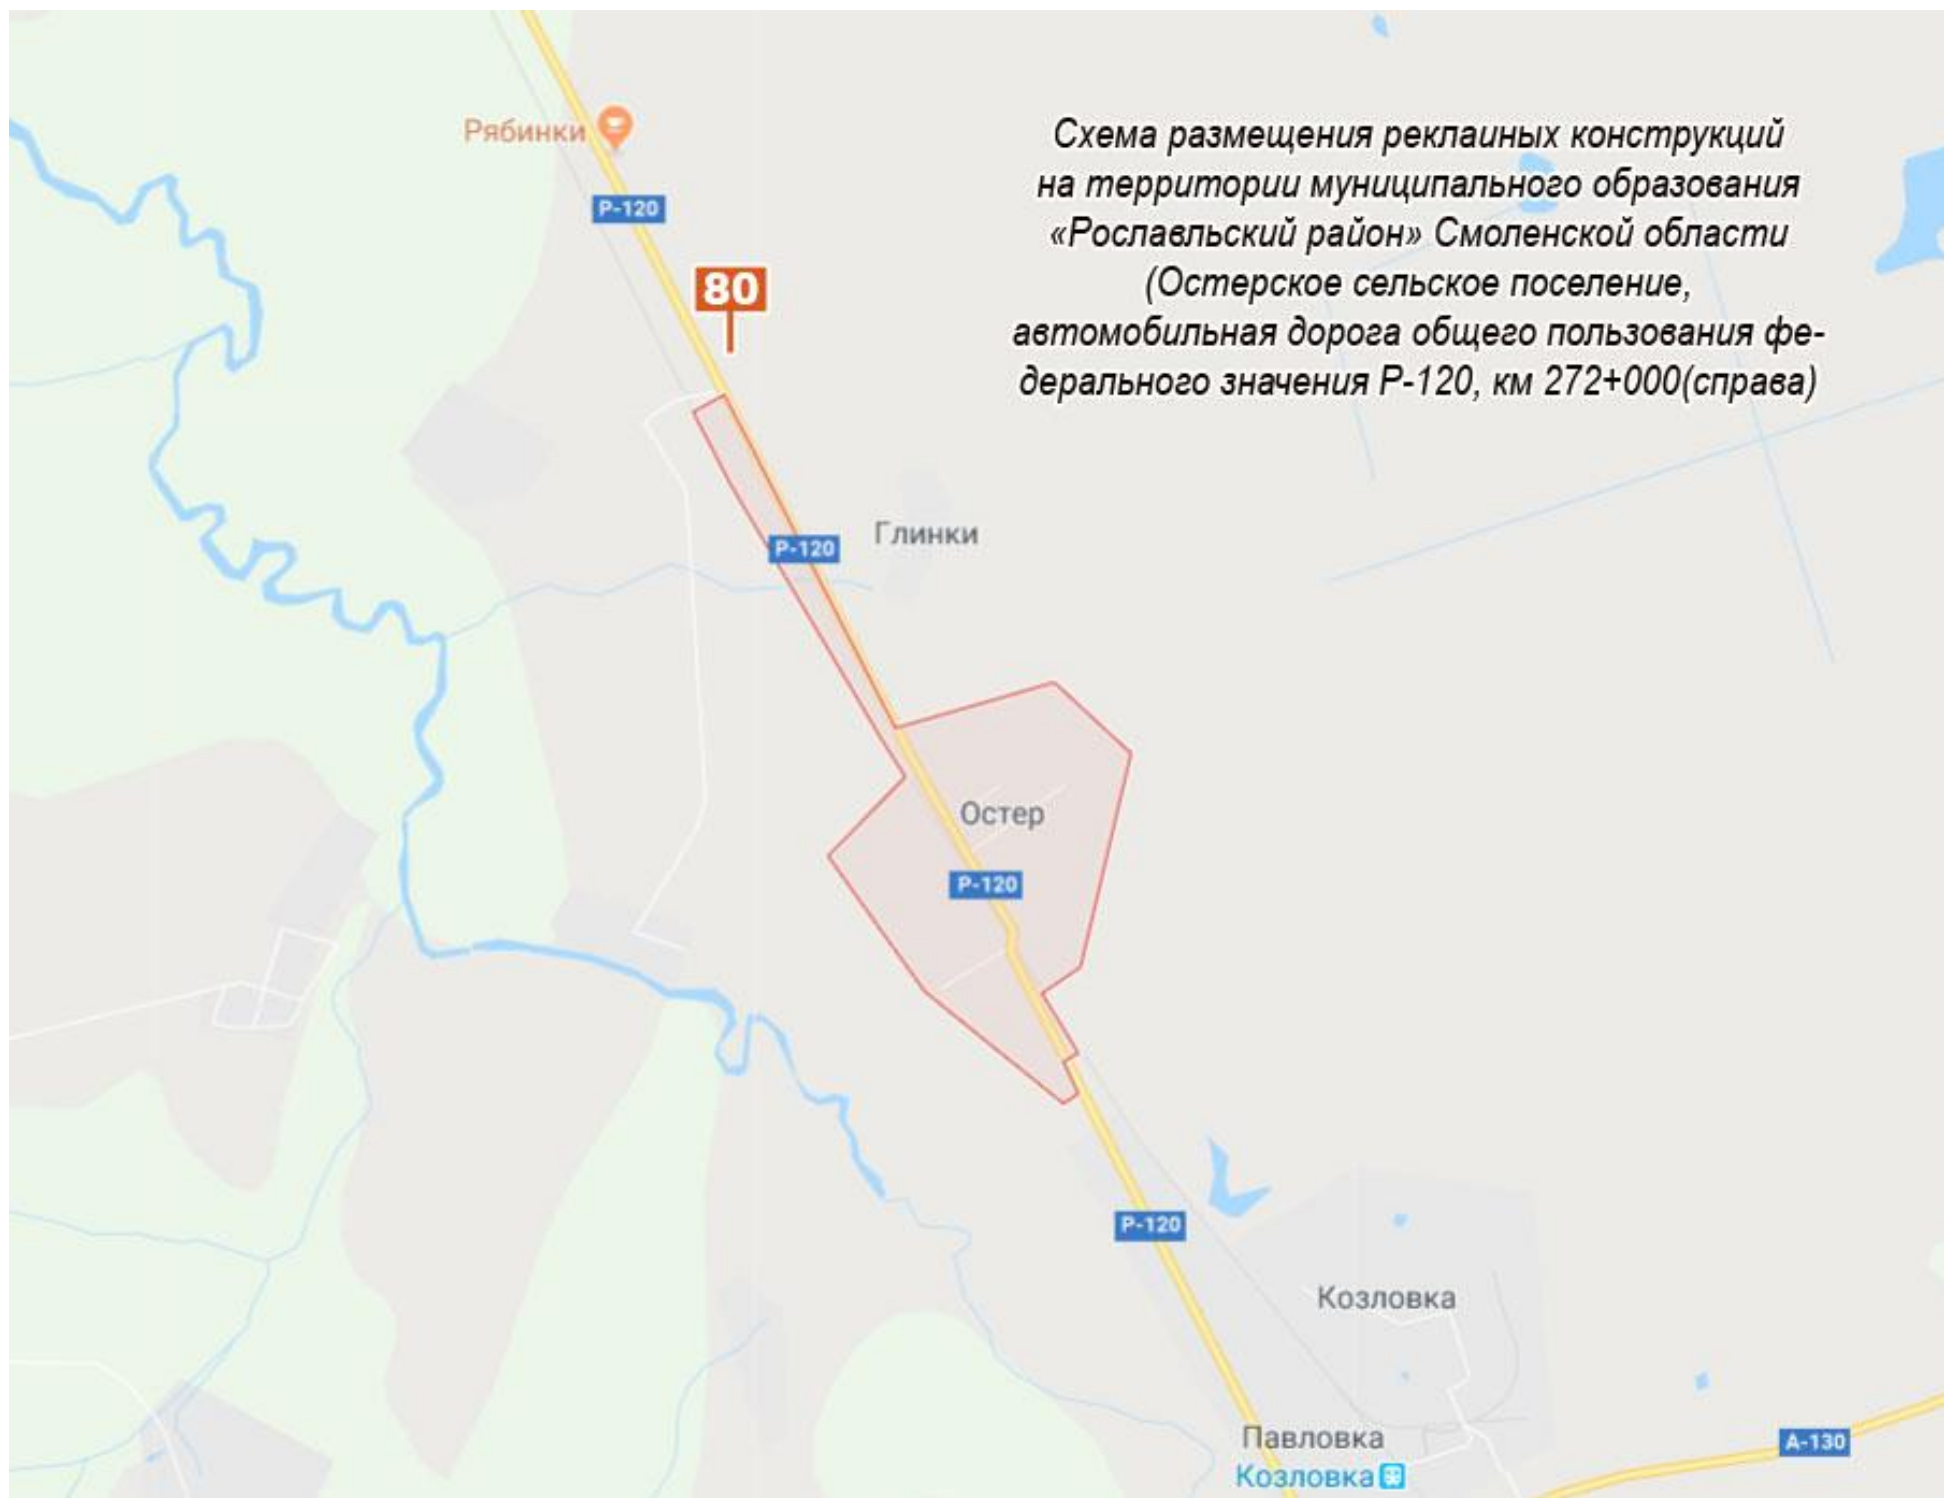 Рябинки
Р-120
80
Схема размещения реклаиных конструкций
на территории муниципального образования
«Рославльский район» Смоленской области
(Остерское сельское поселение,
автомобильная дорога общего пользования фе-
дерального значения Р-120, км 272+000(справа)
Р-120
Глинки
Остер
Р-120
Р-120
Козловка
Павловка
Козловка
А-130